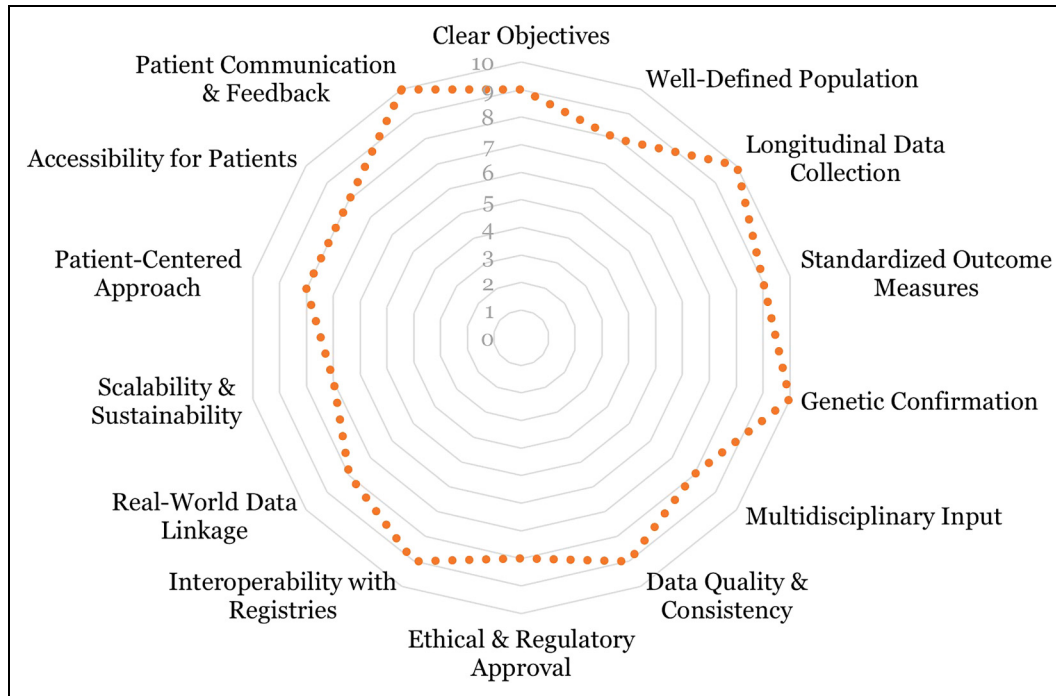 Clear Objectives
Well-Defined Population
Longitudinal Data
Collection
Standardized Outcome
Measures
Genetic Confirmation
Multidisciplinary Input
Data Quality &
Consistency
Ethical & Regulatory
Approval
Interoperability with
Registries
Real-World Data
Linkage
Scalability &
Sustainability
Patient-Centered
Approach
Accessibility for Patients
Patient Communication
& Feedback
10
9
8
7
6
5
4
3
2
1
0